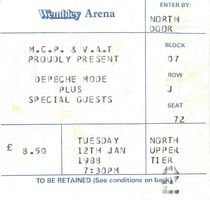 Wembley Arena
ENTER BY:
NORTH
DOOR
M.C.P. & V.A.T
PROUDLY PRESENT
BLOCK
07
DEPECHE MODE
PLUS
SPECIAL GUESTS
ROW
J
SEAT
72
£ 8.50
TUESDAY
12TH JAN
1988
7:30PM
NORTH
UPPER
TIER
TO BE RETAINED (See conditions on back)